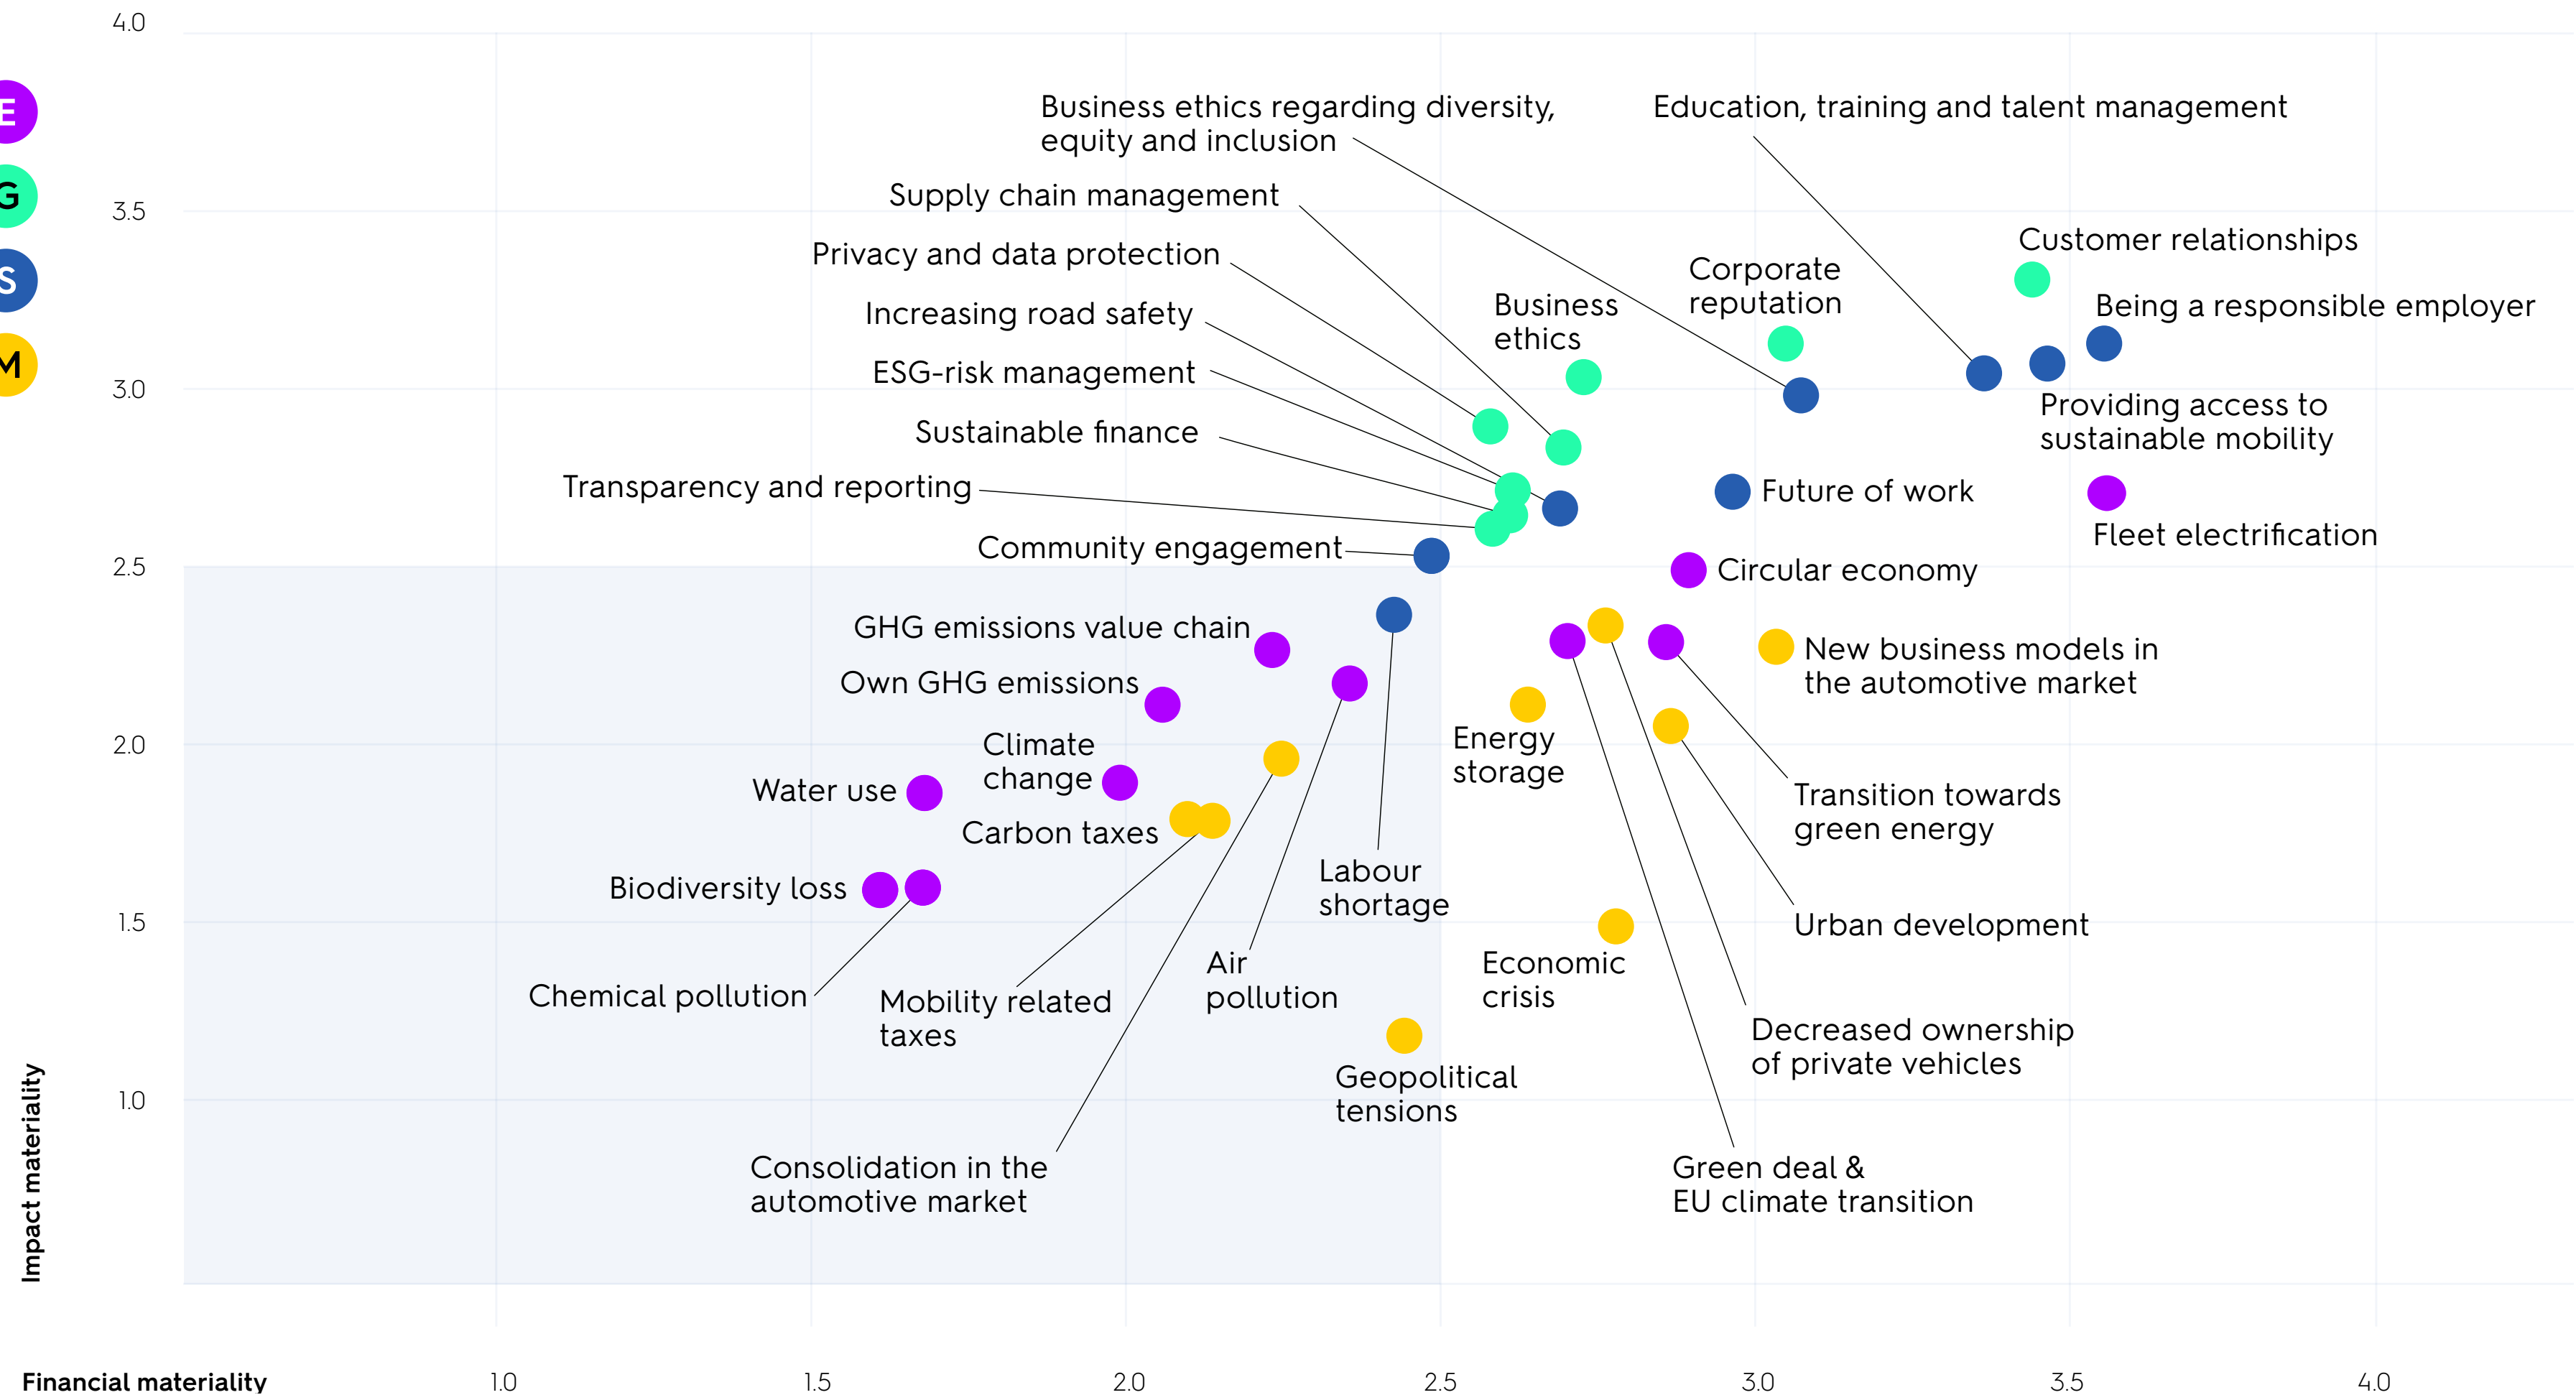 4.0
E
Business ethics regarding diversity,
equity and inclusion
Education, training and talent management
G
3.5
Supply chain management
Privacy and data protection
Customer relationships
S
Increasing road safety
Business
ethics
Corporate
reputation
Being a responsible employer
M
3.0
ESG-risk management
Sustainable finance
Providing access to
sustainable mobility
Transparency and reporting
Future of work
Fleet electrification
Community engagement
2.5
Circular economy
GHG emissions value chain
New business models in
the automotive market
Own GHG emissions
2.0
Climate
change
Energy
storage
Water use
Transition towards
green energy
Carbon taxes
Labour
shortage
Biodiversity loss
1.5
Urban development
Air
pollution
Economic
crisis
Chemical pollution
Mobility related
taxes
Decreased ownership
of private vehicles
Geopolitical
tensions
1.0
Impact materiality
Consolidation in the
automotive market
Green deal &
EU climate transition
Financial materiality
1.0
1.5
2.0
2.5
3.0
3.5
4.0